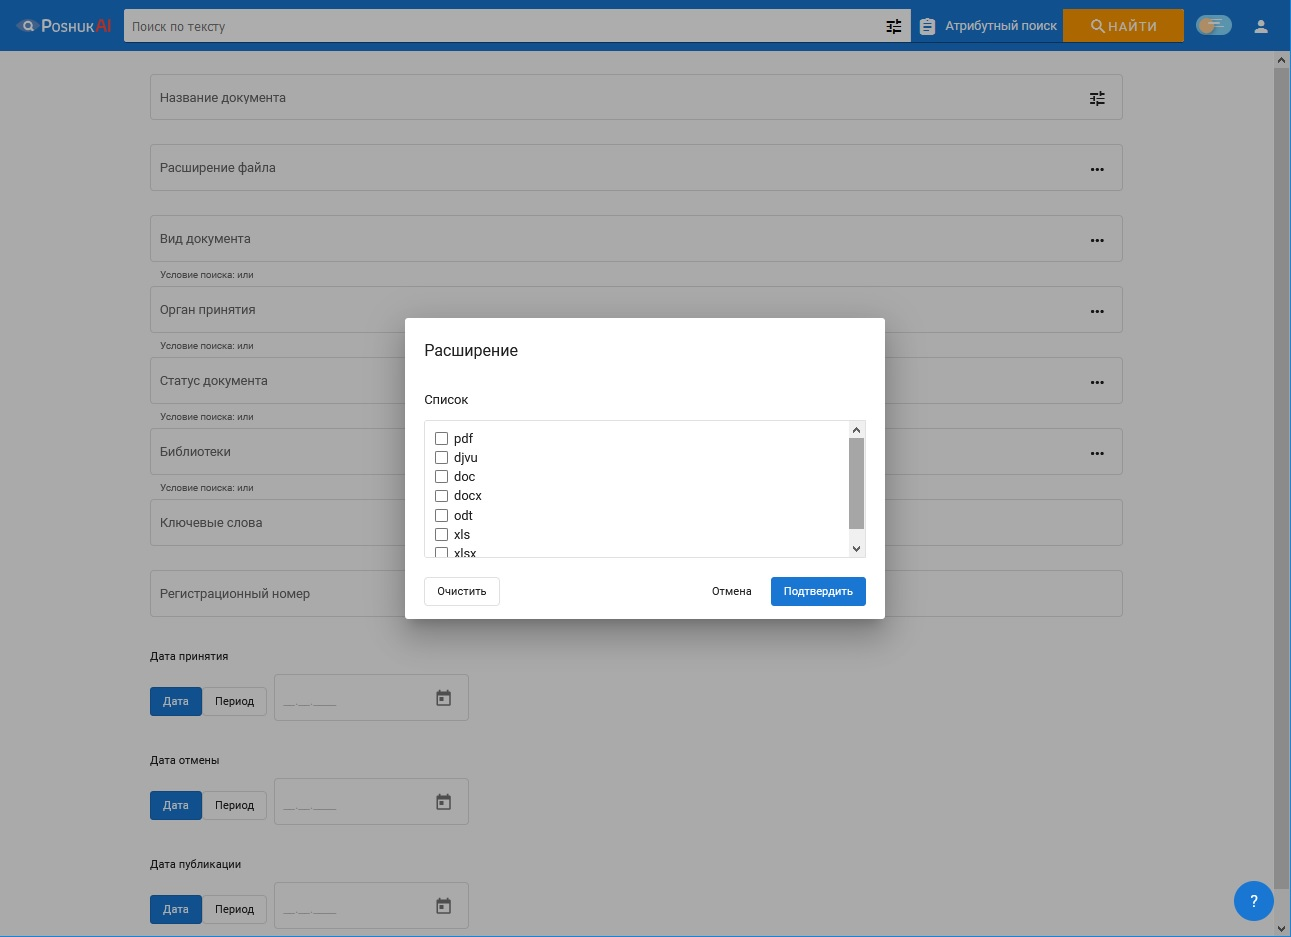 POSHUKAI
Поиск по тексту
Атрибутный поиск
НАЙТИ
Название документа
Расширение файла
Вид документа
Условие поиска: или
Орган принятия
Условие поиска: или
Статус документа
Условие поиска: или
Библиотеки
Условие поиска: или
Ключевые слова
Регистрационный номер
Расширение
Список
pdf
djvu
doc
docx
odt
xls
xlsx
Очистить
Отмена
Подтвердить
Дата принятия
Дата
Период
__.__.____
Дата отмены
Дата
Период
__.__.____
Дата публикации
Дата
Период
__.__.____
?